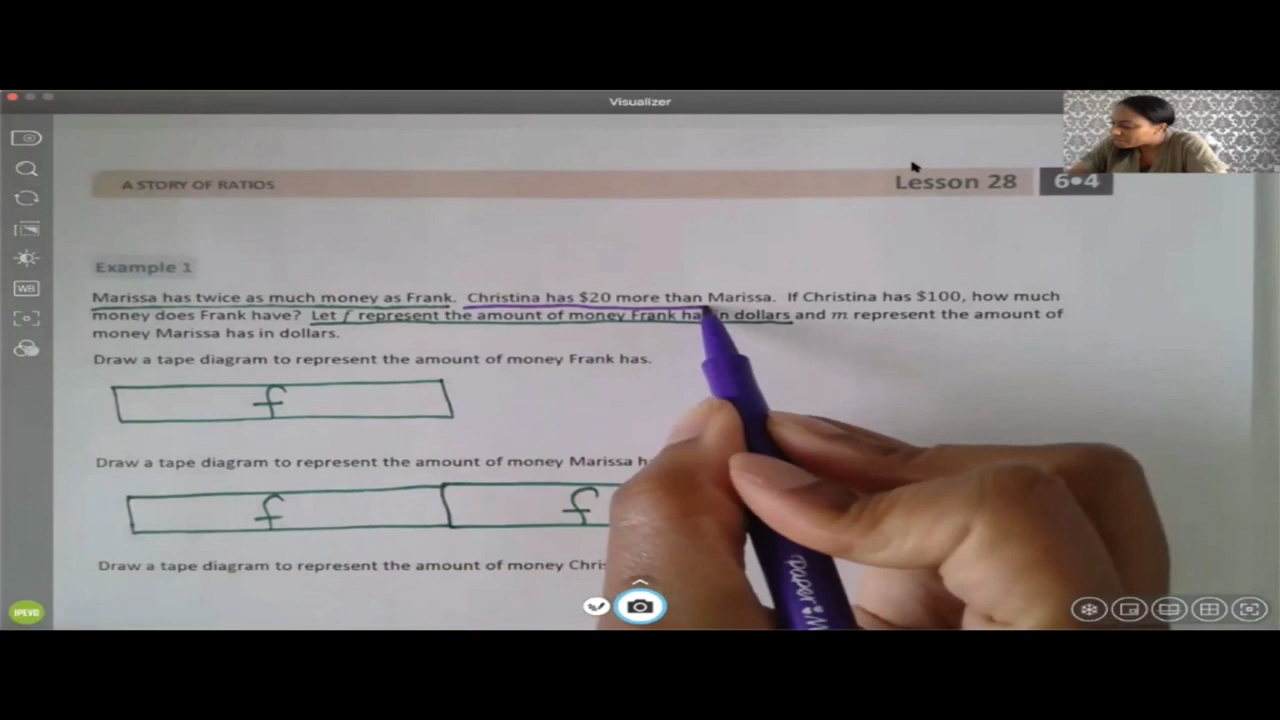 Visualizer
A STORY OF RATIOS
Lesson 28
6•4
Example 1
Marissa has twice as much money as Frank. Christina has $20 more than Marissa. If Christina has $100, how much
money does Frank have? Let f represent the amount of money Frank ha in dollars and m represent the amount of
money Marissa has in dollars.
Draw a tape diagram to represent the amount of money Frank has.
f
Draw a tape diagram to represent the amount of money Marissa h
f f
Draw a tape diagram to represent the amount of money Chris
WB
IPEVO
Paper M